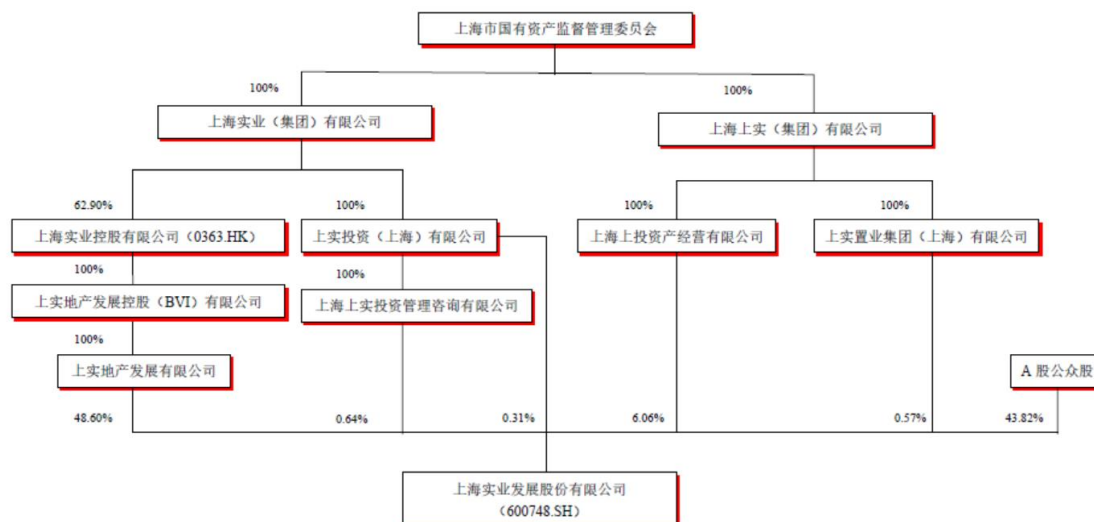 上海市国有资产监督管理委员会
100%
100%
上海实业（集团）有限公司
上海上实（集团）有限公司
62.90%
100%
100%
100%
上海实业控股有限公司（0363.HK）
上实投资（上海）有限公司
上海上投资产经营有限公司
上实置业集团（上海）有限公司
100%
100%
上实地产发展控股（BVI）有限公司
上海上实投资管理咨询有限公司
100%
上实地产发展有限公司
A 股公众股
48.60%
0.64%
0.31%
6.06%
0.57%
43.82%
上海实业发展股份有限公司
（600748.SH）